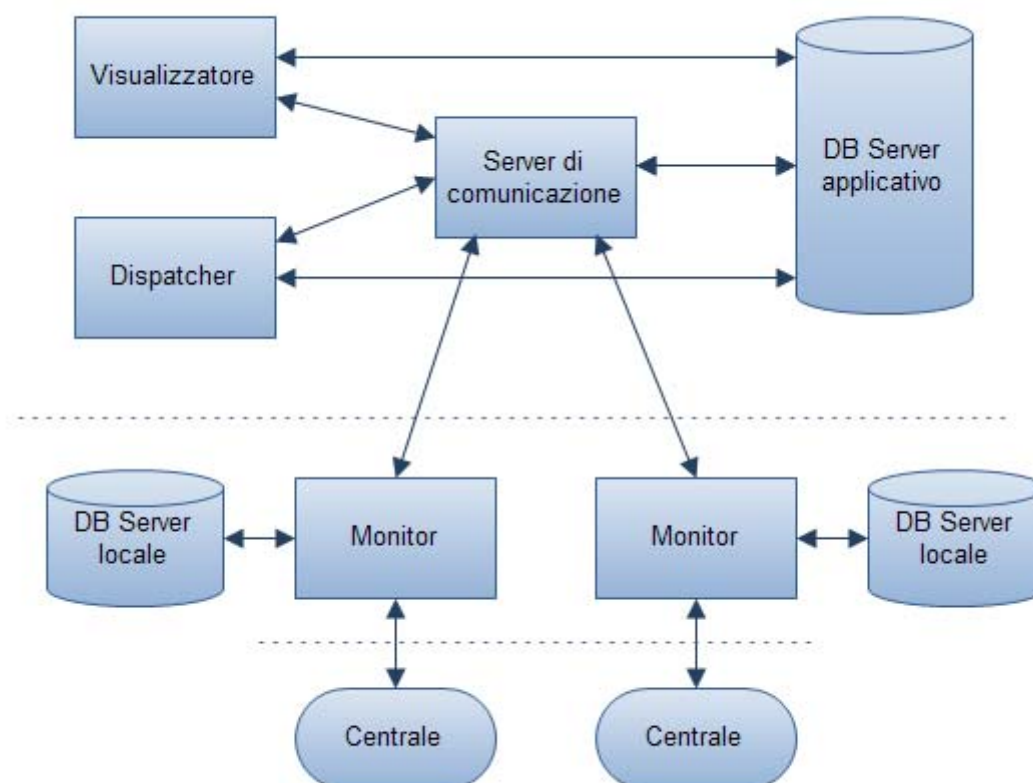 Visualizzatore
Server di
comunicazione
DB Server
applicativo
Dispatcher
DB Server
locale
Monitor
Monitor
DB Server
locale
Centrale
Centrale